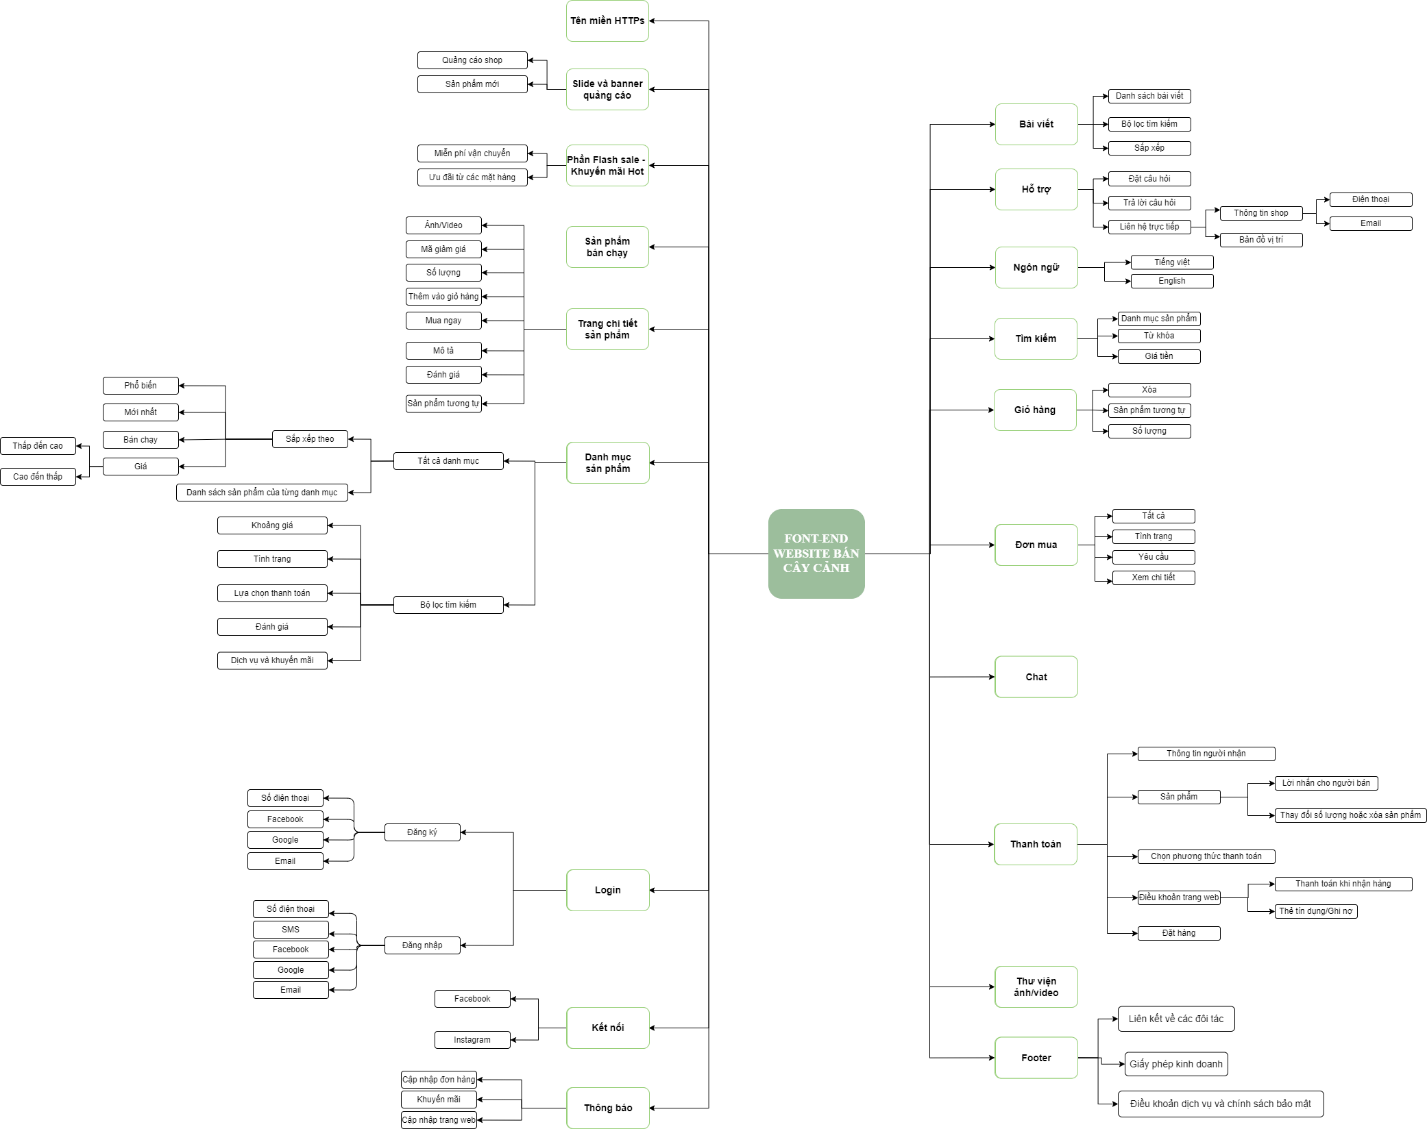 FONT-END
WEBSITE BÁN
CÂY CẢNH
Tên miền HTTPs
Slide và banner
quảng cáo
Quảng cáo shop
Sản phẩm mới
Phần Flash sale -
Khuyến mãi Hot
Miễn phí vận chuyển
Ưu đãi từ các mặt hàng
Sản phẩm
bán chạy
Trang chi tiết
sản phẩm
Ảnh/Video
Mã giảm giá
Số lượng
Thêm vào giỏ hàng
Mua ngay
Mô tả
Đánh giá
Sản phẩm tương tự
Danh mục
sản phẩm
Tất cả danh mục
Sắp xếp theo
Phổ biến
Mới nhất
Bán chạy
Giá
Thấp đến cao
Cao đến thấp
Danh sách sản phẩm của từng danh mục
Bộ lọc tìm kiếm
Khoảng giá
Tình trạng
Lựa chọn thanh toán
Đánh giá
Dịch vụ và khuyến mãi
Login
Đăng ký
Số điện thoại
Facebook
Google
Email
Đăng nhập
Số điện thoại
SMS
Facebook
Google
Email
Kết nối
Facebook
Instagram
Thông báo
Cập nhập đơn hàng
Khuyến mãi
Cập nhập trang web
Bài viết
Danh sách bài viết
Bộ lọc tìm kiếm
Sắp xếp
Hỗ trợ
Đặt câu hỏi
Trả lời câu hỏi
Liên hệ trực tiếp
Thông tin shop
Điện thoại
Email
Bản đồ vị trí
Ngôn ngữ
Tiếng việt
English
Tìm kiếm
Danh mục sản phẩm
Từ khóa
Giá tiền
Giỏ hàng
Xóa
Sản phẩm tương tự
Số lượng
Đơn mua
Tất cả
Tình trạng
Yêu cầu
Xem chi tiết
Chat
Thanh toán
Thông tin người nhận
Sản phẩm
Lời nhắn cho người bán
Thay đổi số lượng hoặc xóa sản phẩm
Chọn phương thức thanh toán
Điều khoản trang web
Thanh toán khi nhận hàng
Thẻ tín dụng/Ghi nợ
Đặt hàng
Thư viện
ảnh/video
Footer
Liên kết về các đối tác
Giấy phép kinh doanh
Điều khoản dịch vụ và chính sách bảo mật